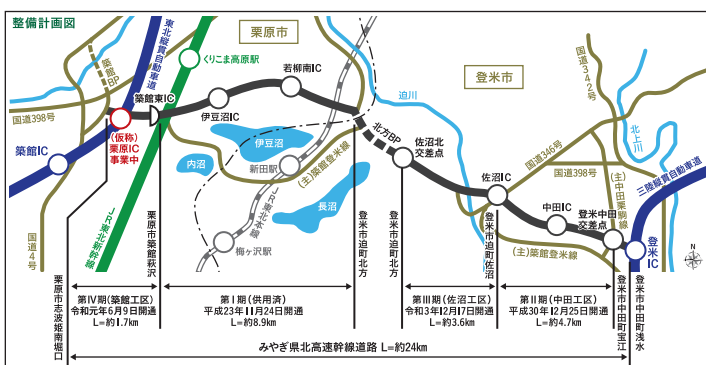 整備計画図
栗原市
登米市
東北縦貫自動車道
くりこま高原駅
築館BP
国道398号
築館東IC
伊豆沼IC
若柳南IC
迫川
国道342号
北上川
(仮称)
栗原IC
事業中
築館IC
内沼
伊豆沼
新田駅
長沼
(主)築館登米線
JR東北本線
梅ヶ沢駅
北方BP
佐沼北
交差点
佐沼IC
国道346号
国道398号
(主)中田栗駒線
三陸縦貫自動車道
中田IC
登米中田
交差点
登米IC
(主)築館登米線
N
国道4号
JR東北新幹線
栗原市志波姫南堀口
栗原市築館萩沢
登米市迫町北方
登米市迫町北方
登米市迫町佐沼
登米市中田町宝江
登米市中田町浅水
第Ⅳ期(築館工区)
令和元年6月9日開通
L=約1.7km
第Ⅰ期(供用済)
平成23年11月24日開通
L=約8.9km
第Ⅲ期(佐沼工区)
令和3年12月17日開通
L=約3.6km
第Ⅱ期(中田工区)
平成30年12月25日開通
L=約4.7km
みやぎ県北高速幹線道路 L=約24km